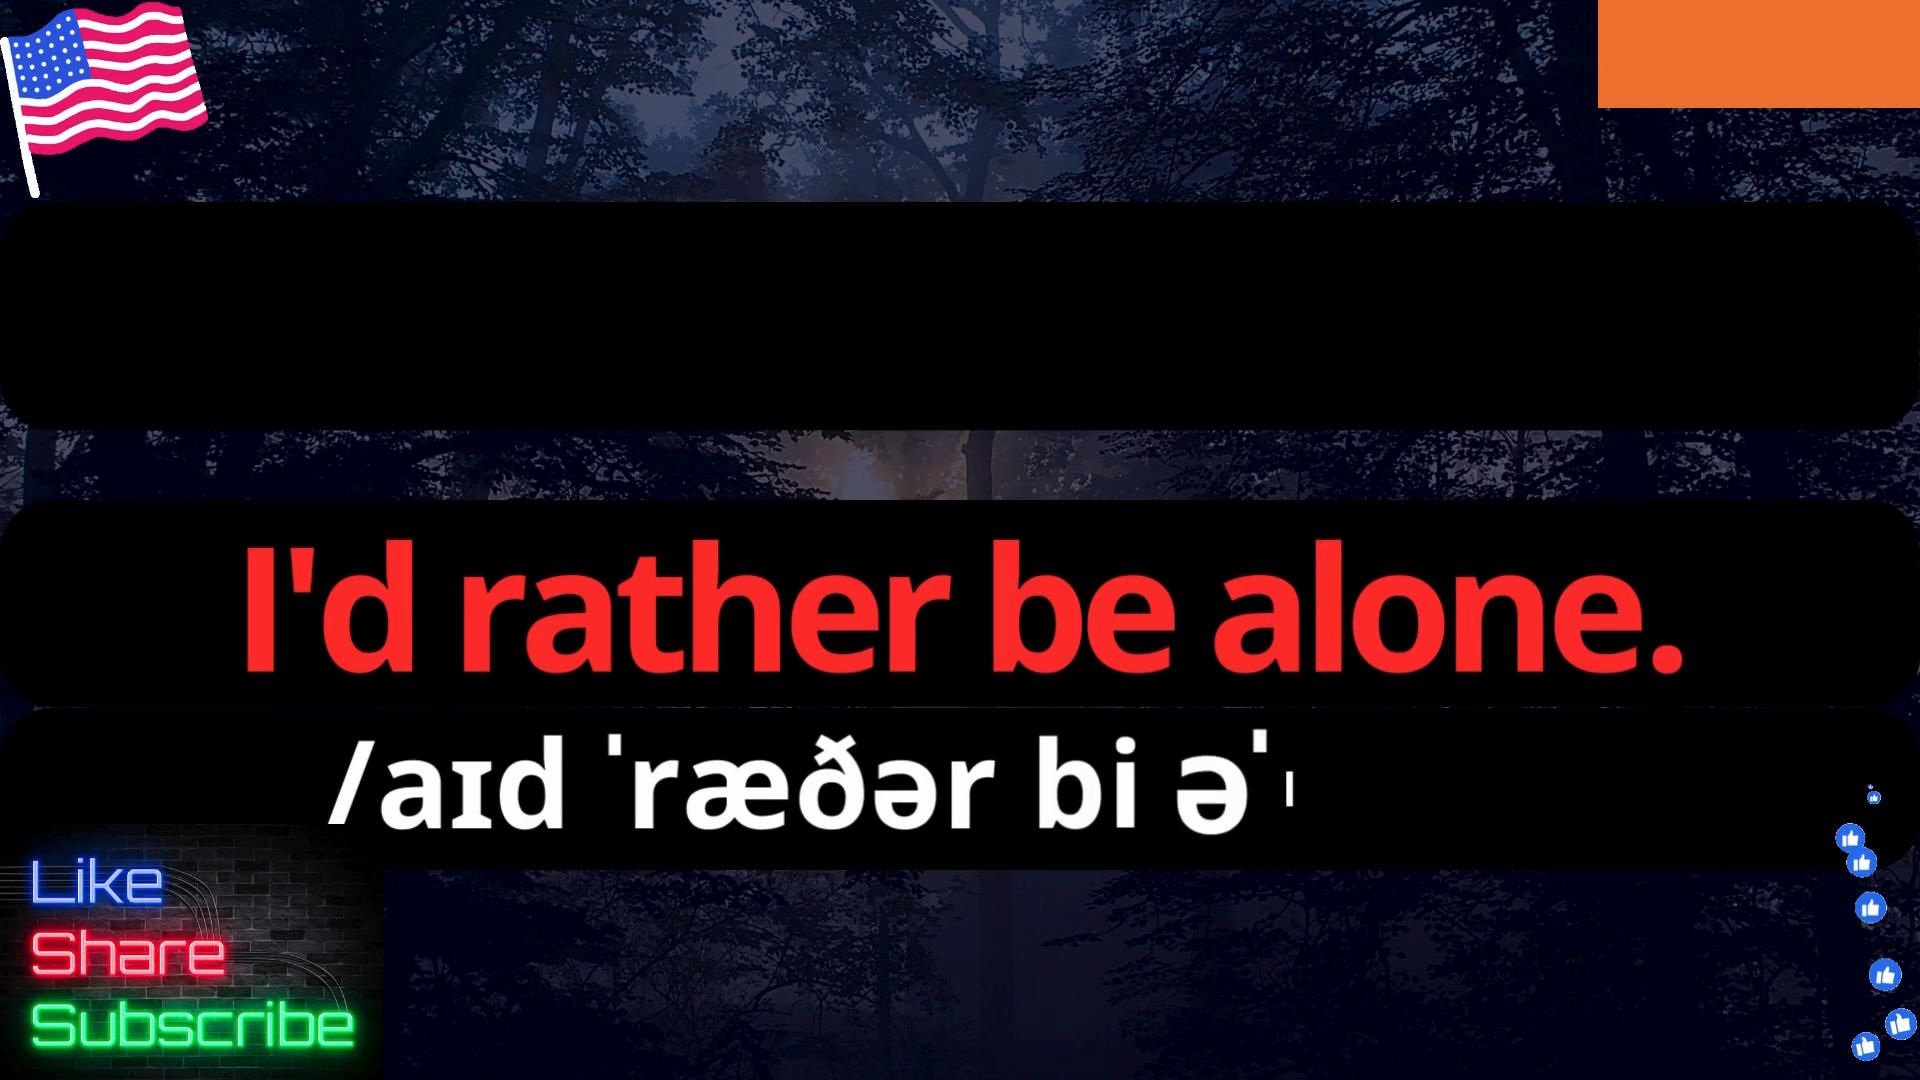 I'd rather be alone.
/aɪd ˈræðər bi əˈ
Like
Share
Subscribe